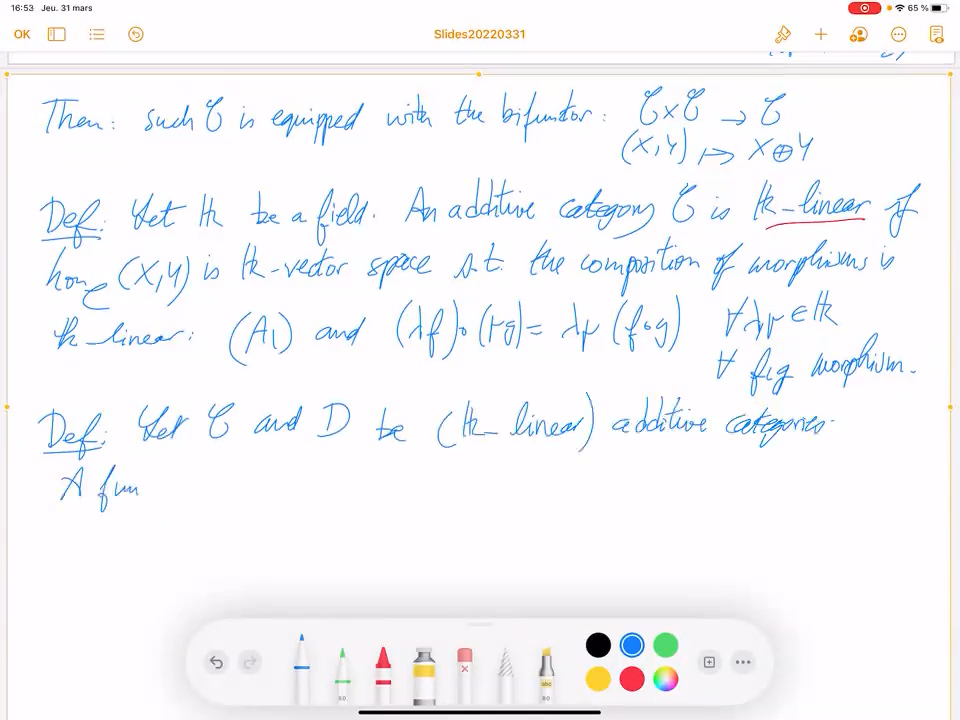 16:53 Jeu. 31 mars
65 %
OK
Slides20220331
Then: such 𝒞 is equipped with the bifunctor: 𝒞×𝒞 → 𝒞
(X,Y) ↦ X⊕Y
Def: Let 𝕜 be a field. An additive category 𝒞 is 𝕜-linear if
hom_𝒞 (X,Y) is 𝕜-vector space s.t. the composition of morphisms is
𝕜-linear: (A1) and (λf)∘(μg)= λμ (f∘g) ∀ λ,μ ∈ 𝕜
∀ f,g morphism.
Def: Let 𝒞 and D be (𝕜-linear) additive categories.
A fun